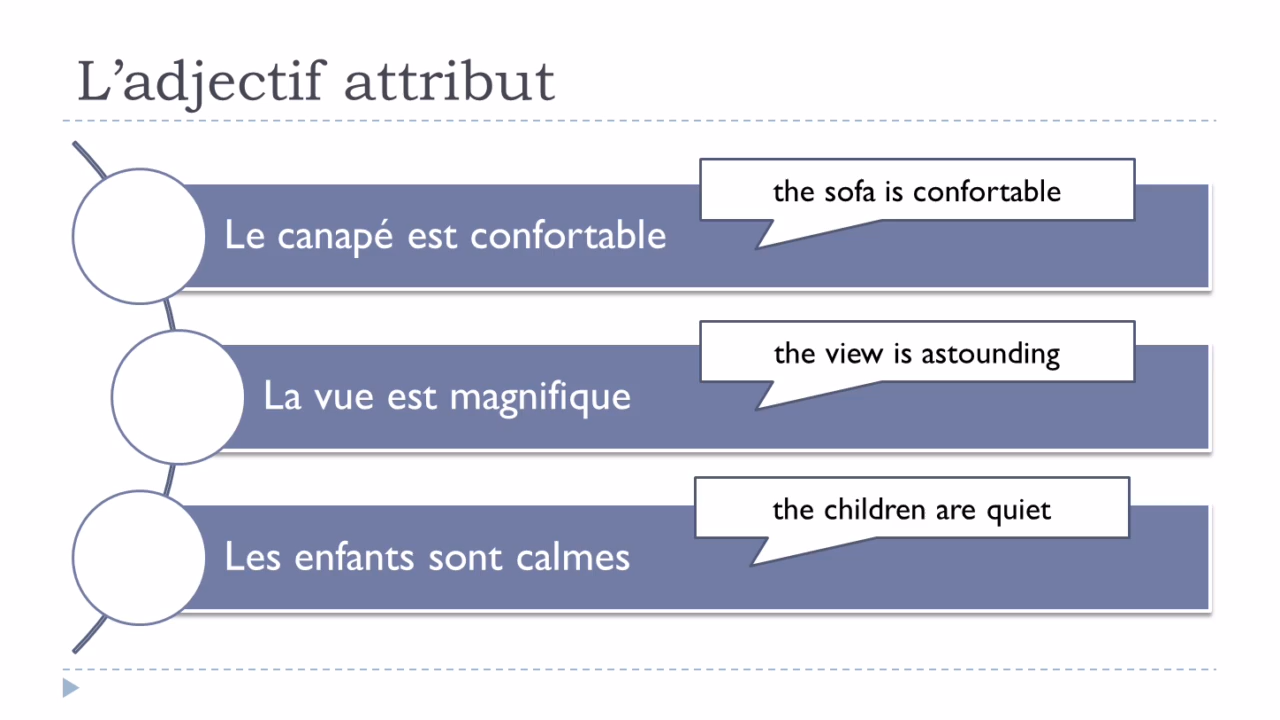 L’adjectif attribut
the sofa is confortable
Le canapé est confortable
the view is astounding
La vue est magnifique
the children are quiet
Les enfants sont calmes